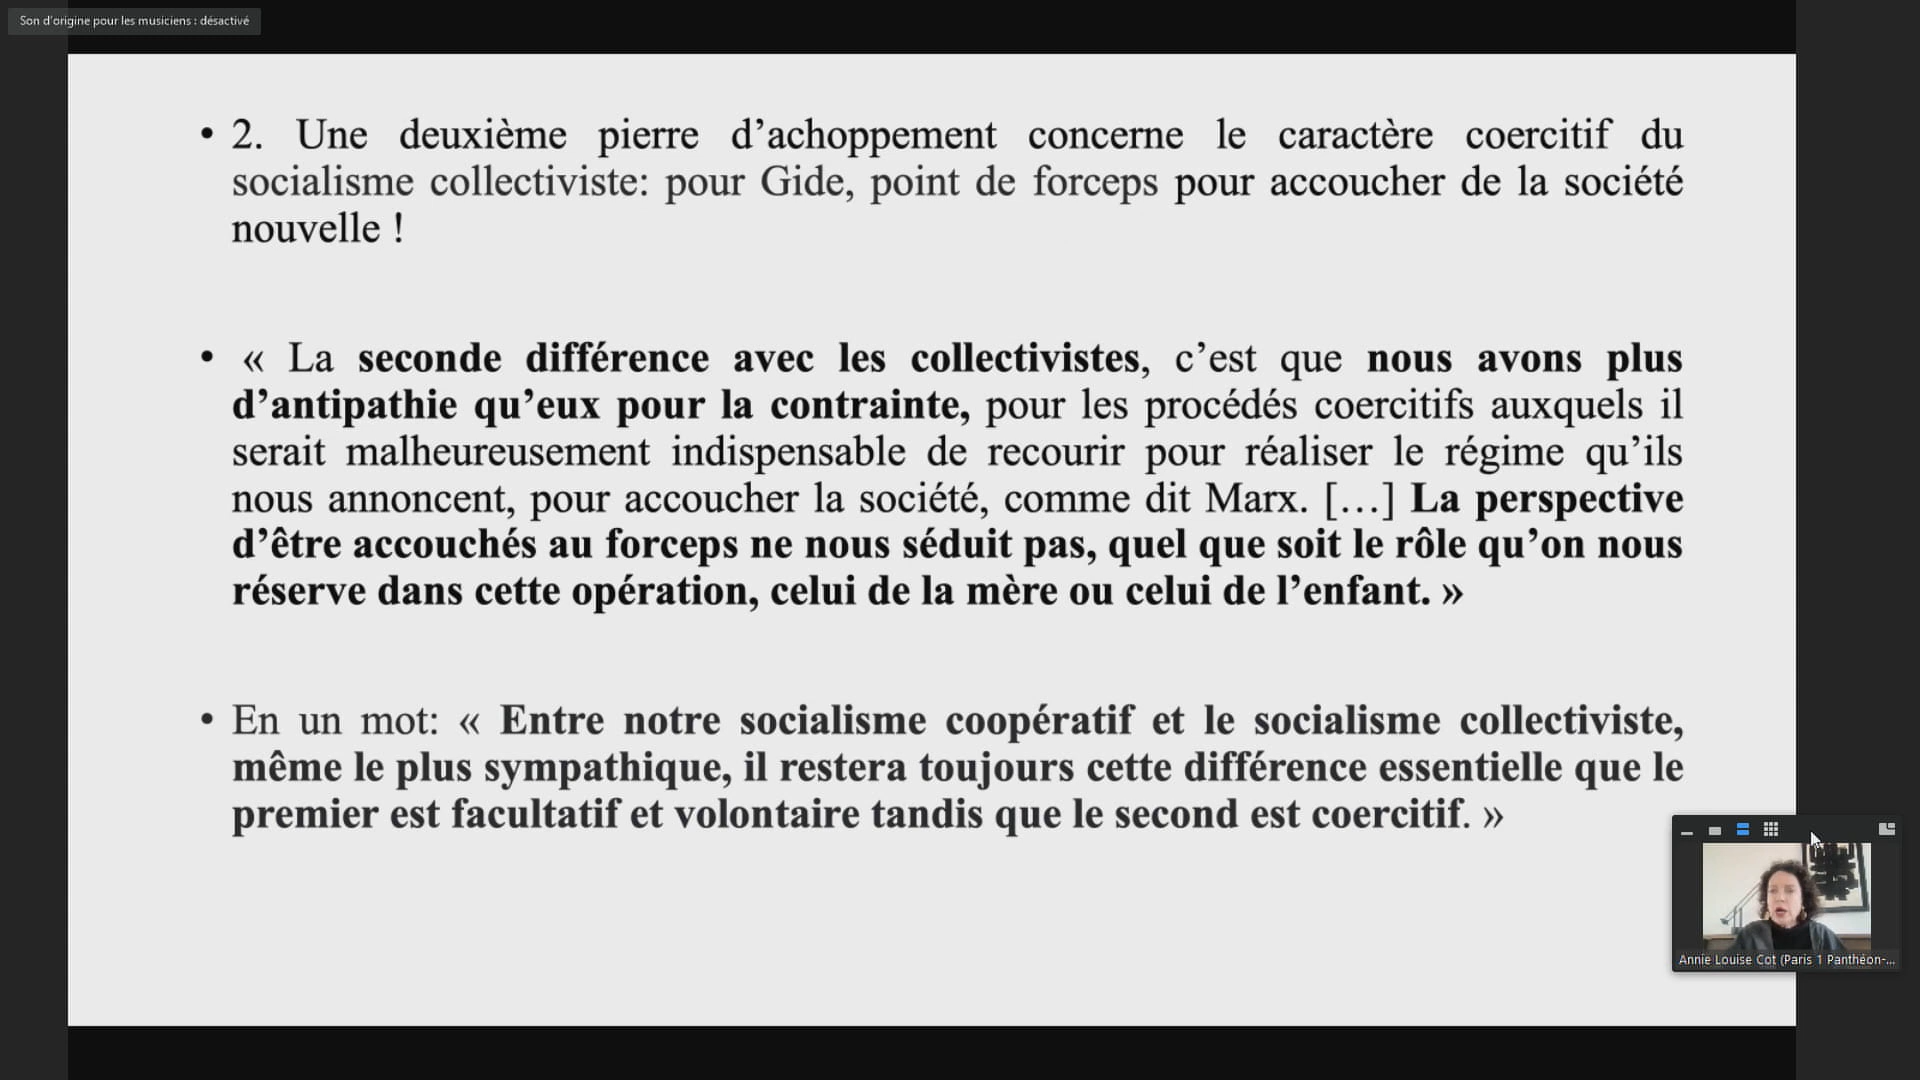 Son d'origine pour les musiciens : désactivé
• 2. Une deuxième pierre d’achoppement concerne le caractère coercitif du
socialisme collectiviste: pour Gide, point de forceps pour accoucher de la société
nouvelle !
• « La seconde différence avec les collectivistes, c’est que nous avons plus
d’antipathie qu’eux pour la contrainte, pour les procédés coercitifs auxquels il
serait malheureusement indispensable de recourir pour réaliser le régime qu’ils
nous annoncent, pour accoucher la société, comme dit Marx. […] La perspective
d’être accouchés au forceps ne nous séduit pas, quel que soit le rôle qu’on nous
réserve dans cette opération, celui de la mère ou celui de l’enfant. »
• En un mot: « Entre notre socialisme coopératif et le socialisme collectiviste,
même le plus sympathique, il restera toujours cette différence essentielle que le
premier est facultatif et volontaire tandis que le second est coercitif. »
Annie Louise Cot (Paris 1 Panthéon-...